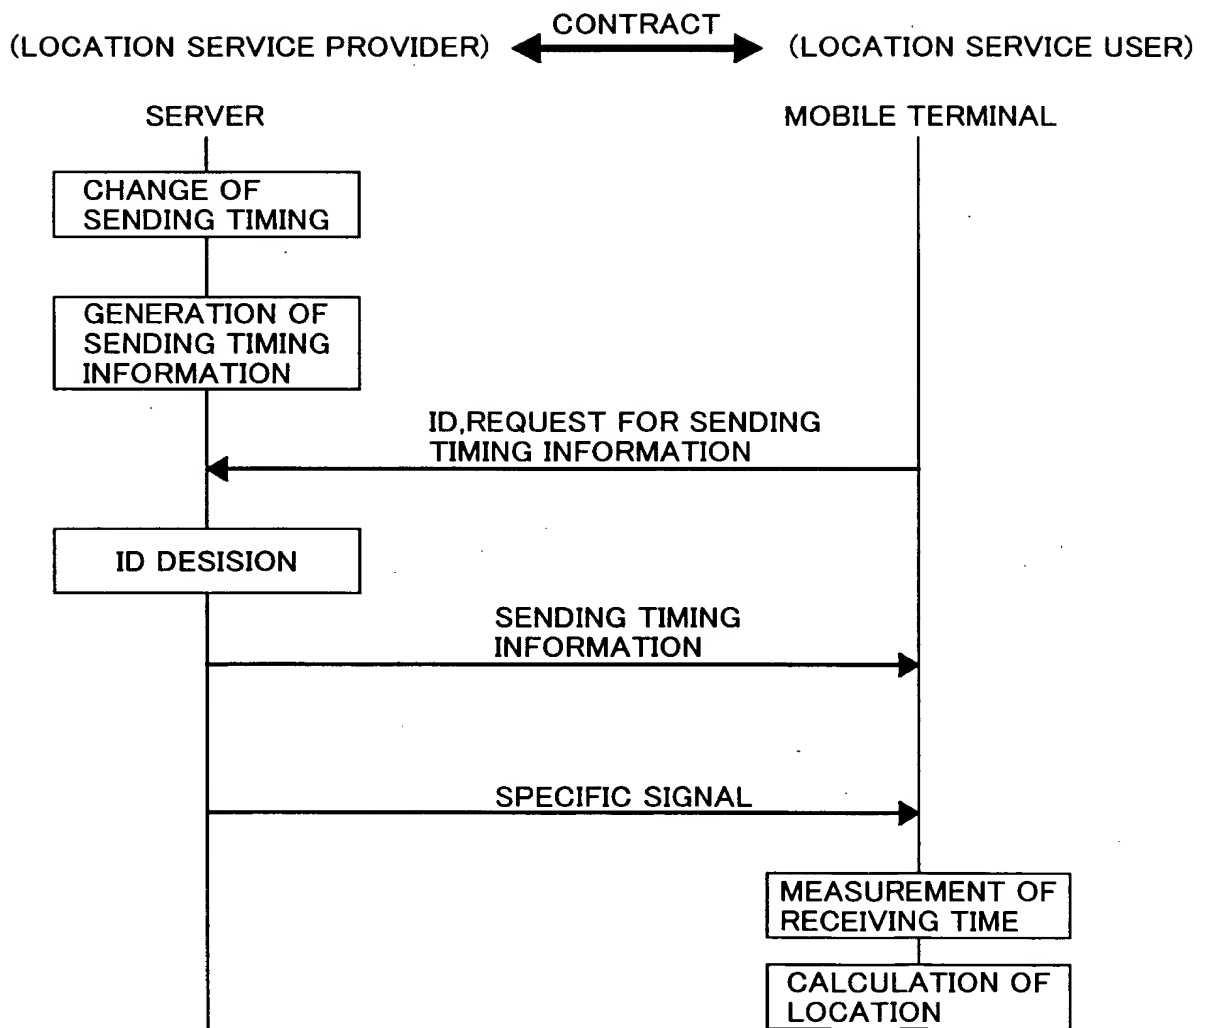 CONTRACT
(LOCATION SERVICE PROVIDER)
(LOCATION SERVICE USER)
SERVER
MOBILE TERMINAL
CHANGE OF
SENDING TIMING
GENERATION OF
SENDING TIMING
INFORMATION
ID,REQUEST FOR SENDING
TIMING INFORMATION
ID DESISION
SENDING TIMING
INFORMATION
SPECIFIC SIGNAL
MEASUREMENT OF
RECEIVING TIME
CALCULATION OF
LOCATION